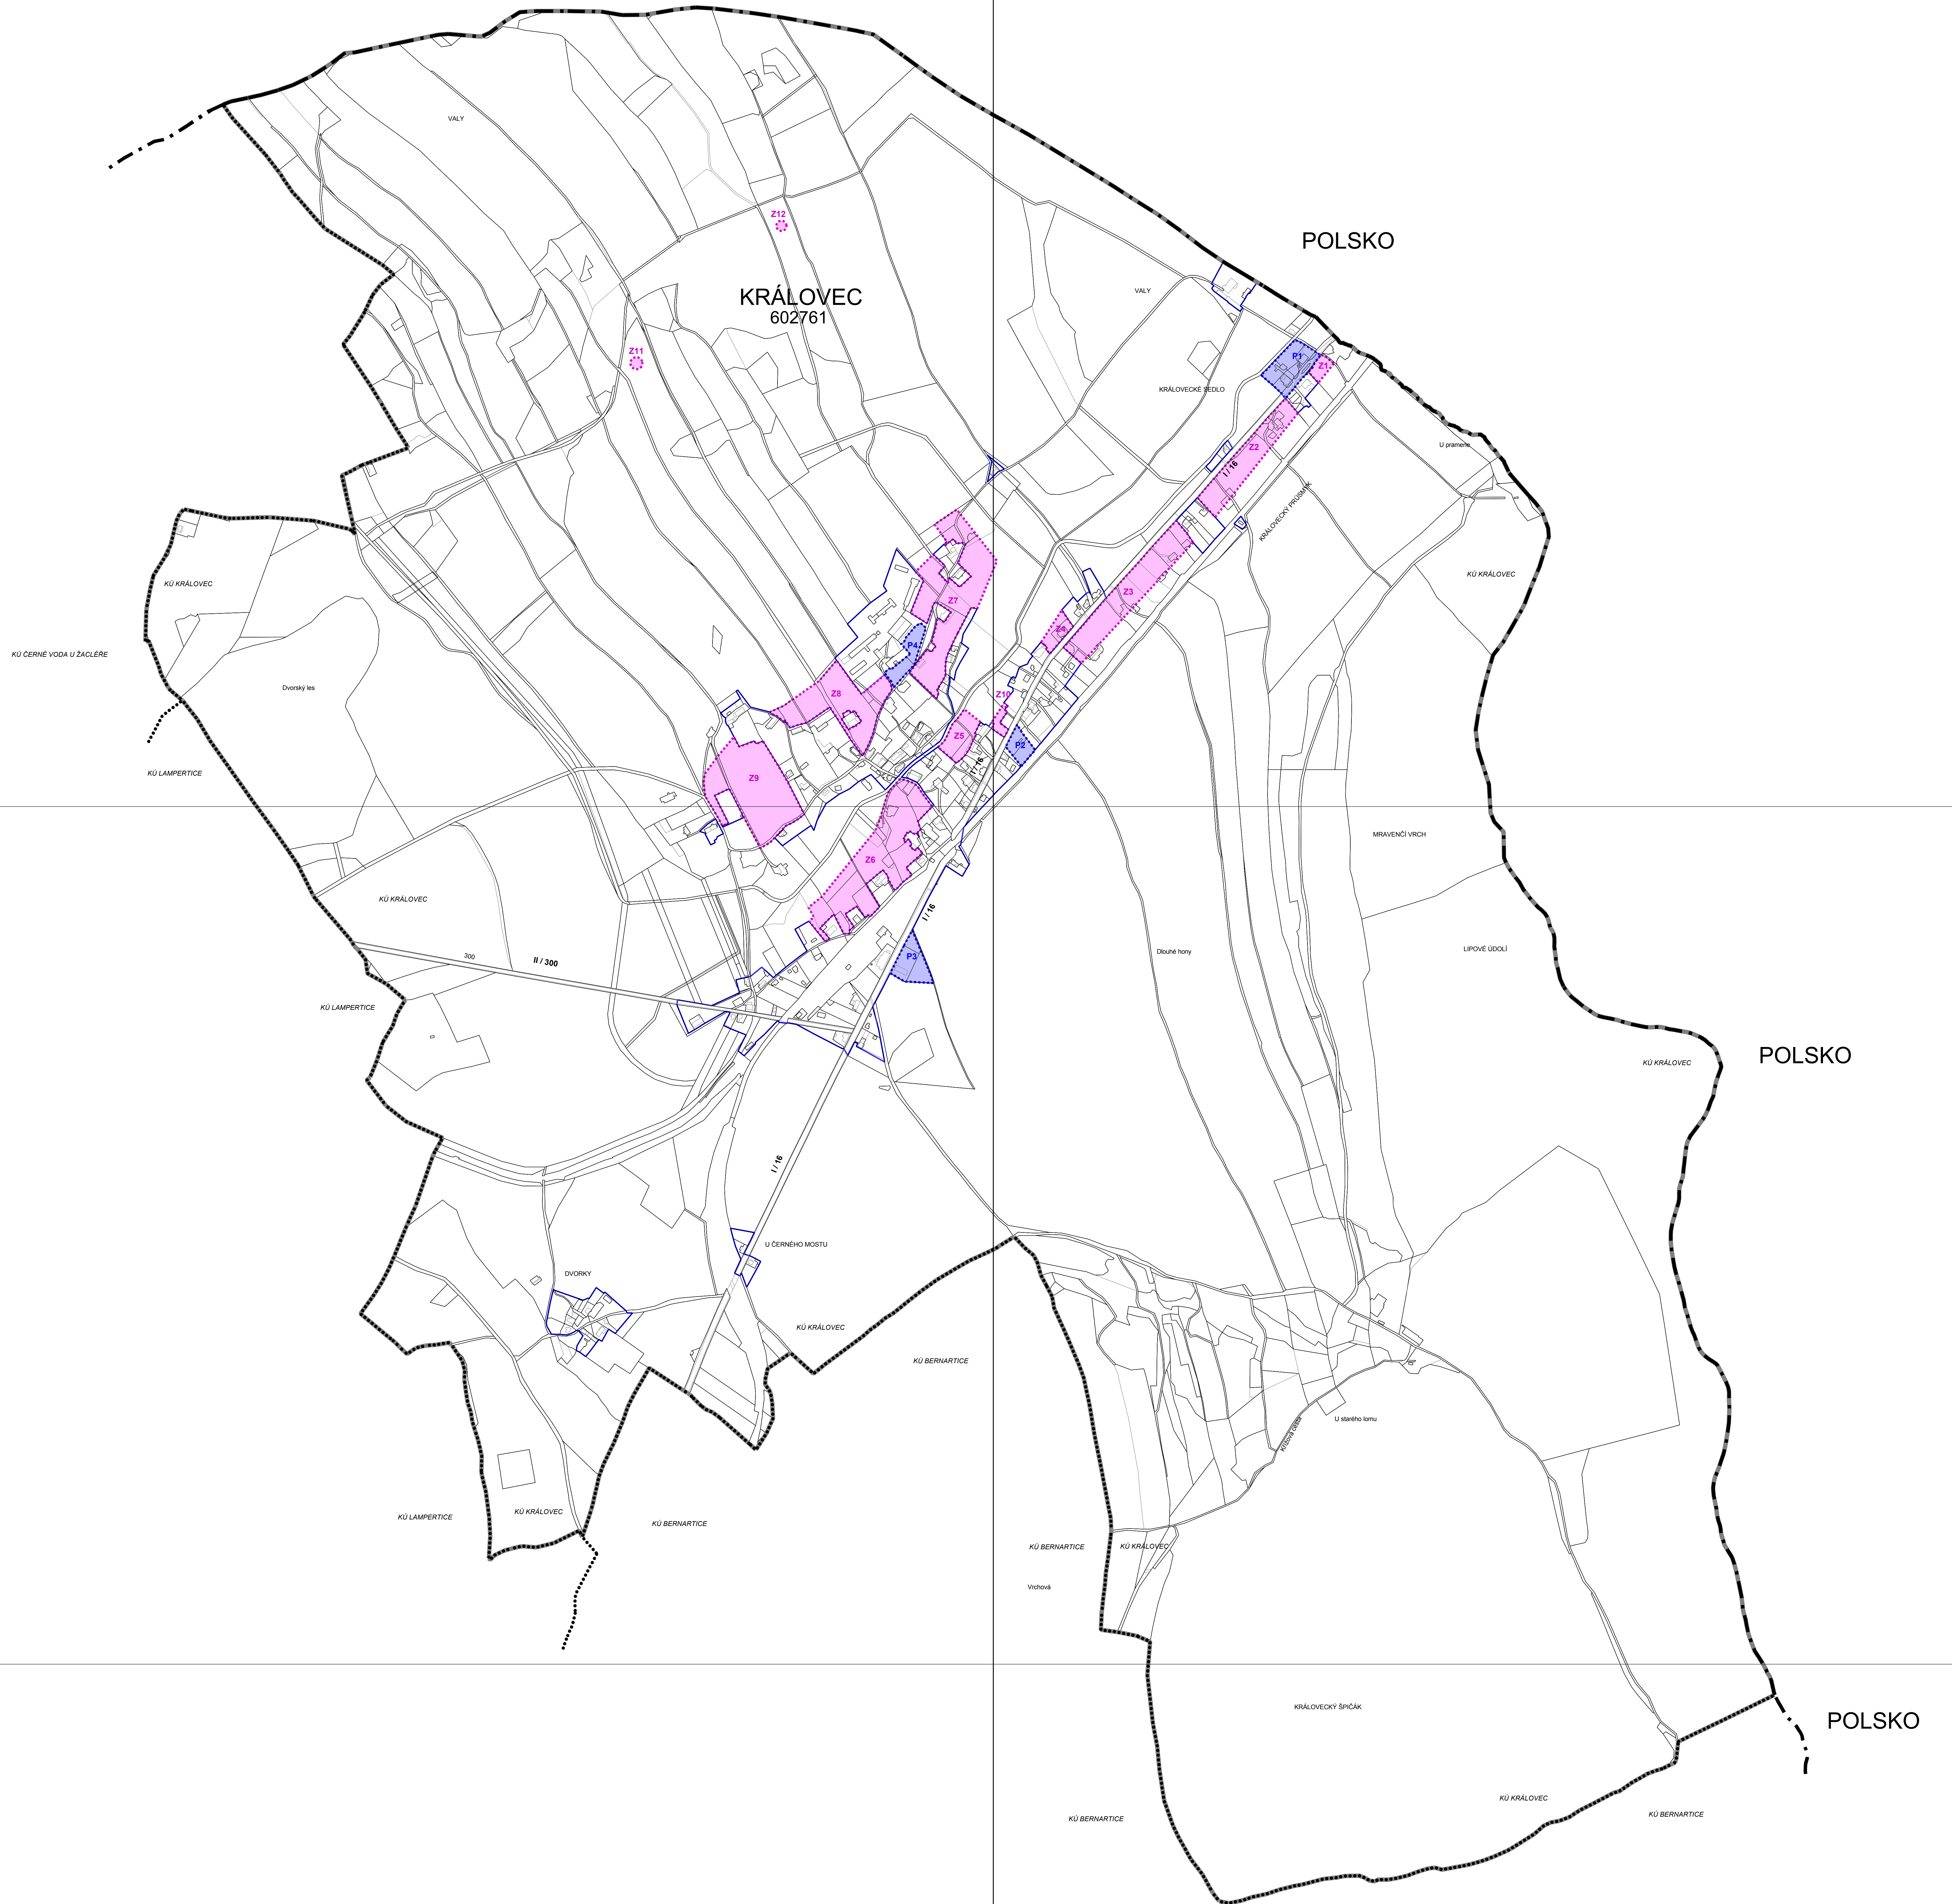 VALY
Z12
POLSKO
VALY
KRÁLOVEC
602761
Z11
P1
Z1
KRÁLOVECKÉ SEDLO
U pramene
Z2
I / 16
KRÁLOVECKÝ PRŮSMYK
KÚ KRÁLOVEC
KÚ KRÁLOVEC
Z3
Z7
Z4
P4
KÚ ČERNÉ VODA U ŽACLÉŘE
Dvorský les
Z8
Z10
Z5
P2
I / 16
KÚ LAMPERTICE
Z9
MRAVENČÍ VRCH
Z6
KÚ KRÁLOVEC
I / 16
LIPOVÉ ÚDOLÍ
Dlouhé hony
P3
300
II / 300
KÚ LAMPERTICE
POLSKO
KÚ KRÁLOVEC
I / 16
U ČERNÉHO MOSTU
DVORKY
KÚ KRÁLOVEC
KÚ BERNARTICE
U starého lomu
Křížová cesta
KÚ KRÁLOVEC
KÚ LAMPERTICE
KÚ BERNARTICE
KÚ BERNARTICE
KÚ KRÁLOVEC
Vrchová
KRÁLOVECKÝ ŠPIČÁK
POLSKO
KÚ KRÁLOVEC
KÚ BERNARTICE
KÚ BERNARTICE